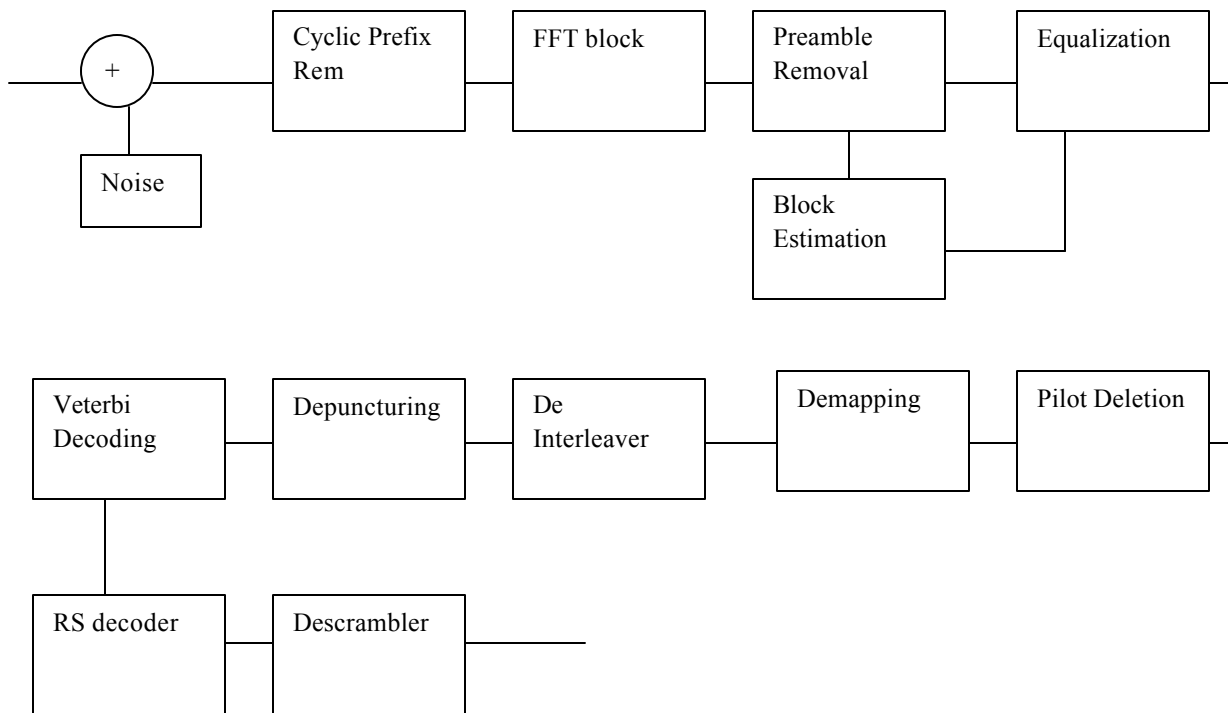 Cyclic Prefix
Rem
FFT block
Preamble
Removal
Equalization
+
Noise
Block
Estimation
Veterbi
Decoding
Depuncturing
De
Interleaver
Demapping
Pilot Deletion
RS decoder
Descrambler